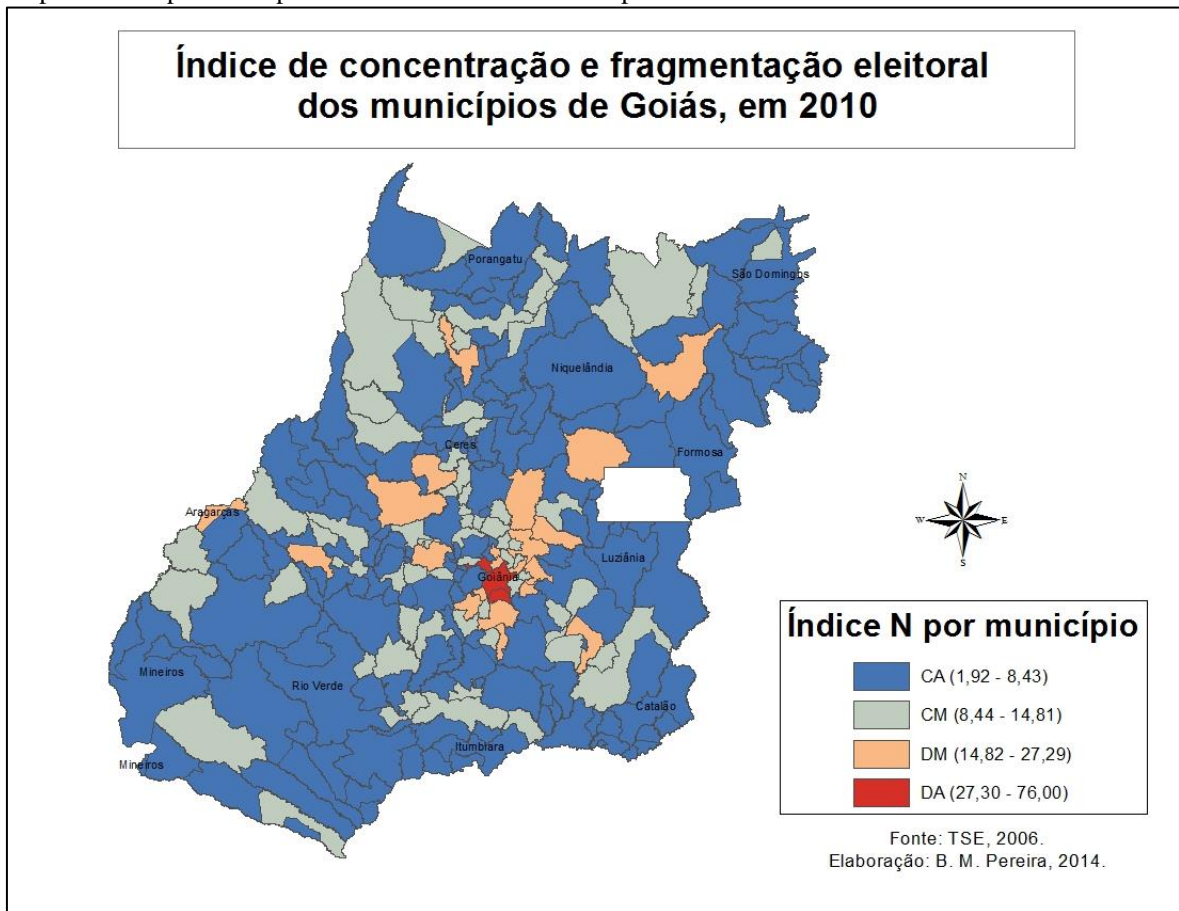 Índice de concentração e fragmentação eleitoral
dos municípios de Goiás, em 2010
Porangatu
São Domingos
Niquelândia
Ceres
Formosa
Aragarças
N
W
E
S
Luziânia
Goiânia
Mineiros
Rio Verde
Catalão
Itumbiara
Mineiros
Índice N por município
CA (1,92 - 8,43)
CM (8,44 - 14,81)
DM (14,82 - 27,29)
DA (27,30 - 76,00)
Fonte: TSE, 2006.
Elaboração: B. M. Pereira, 2014.